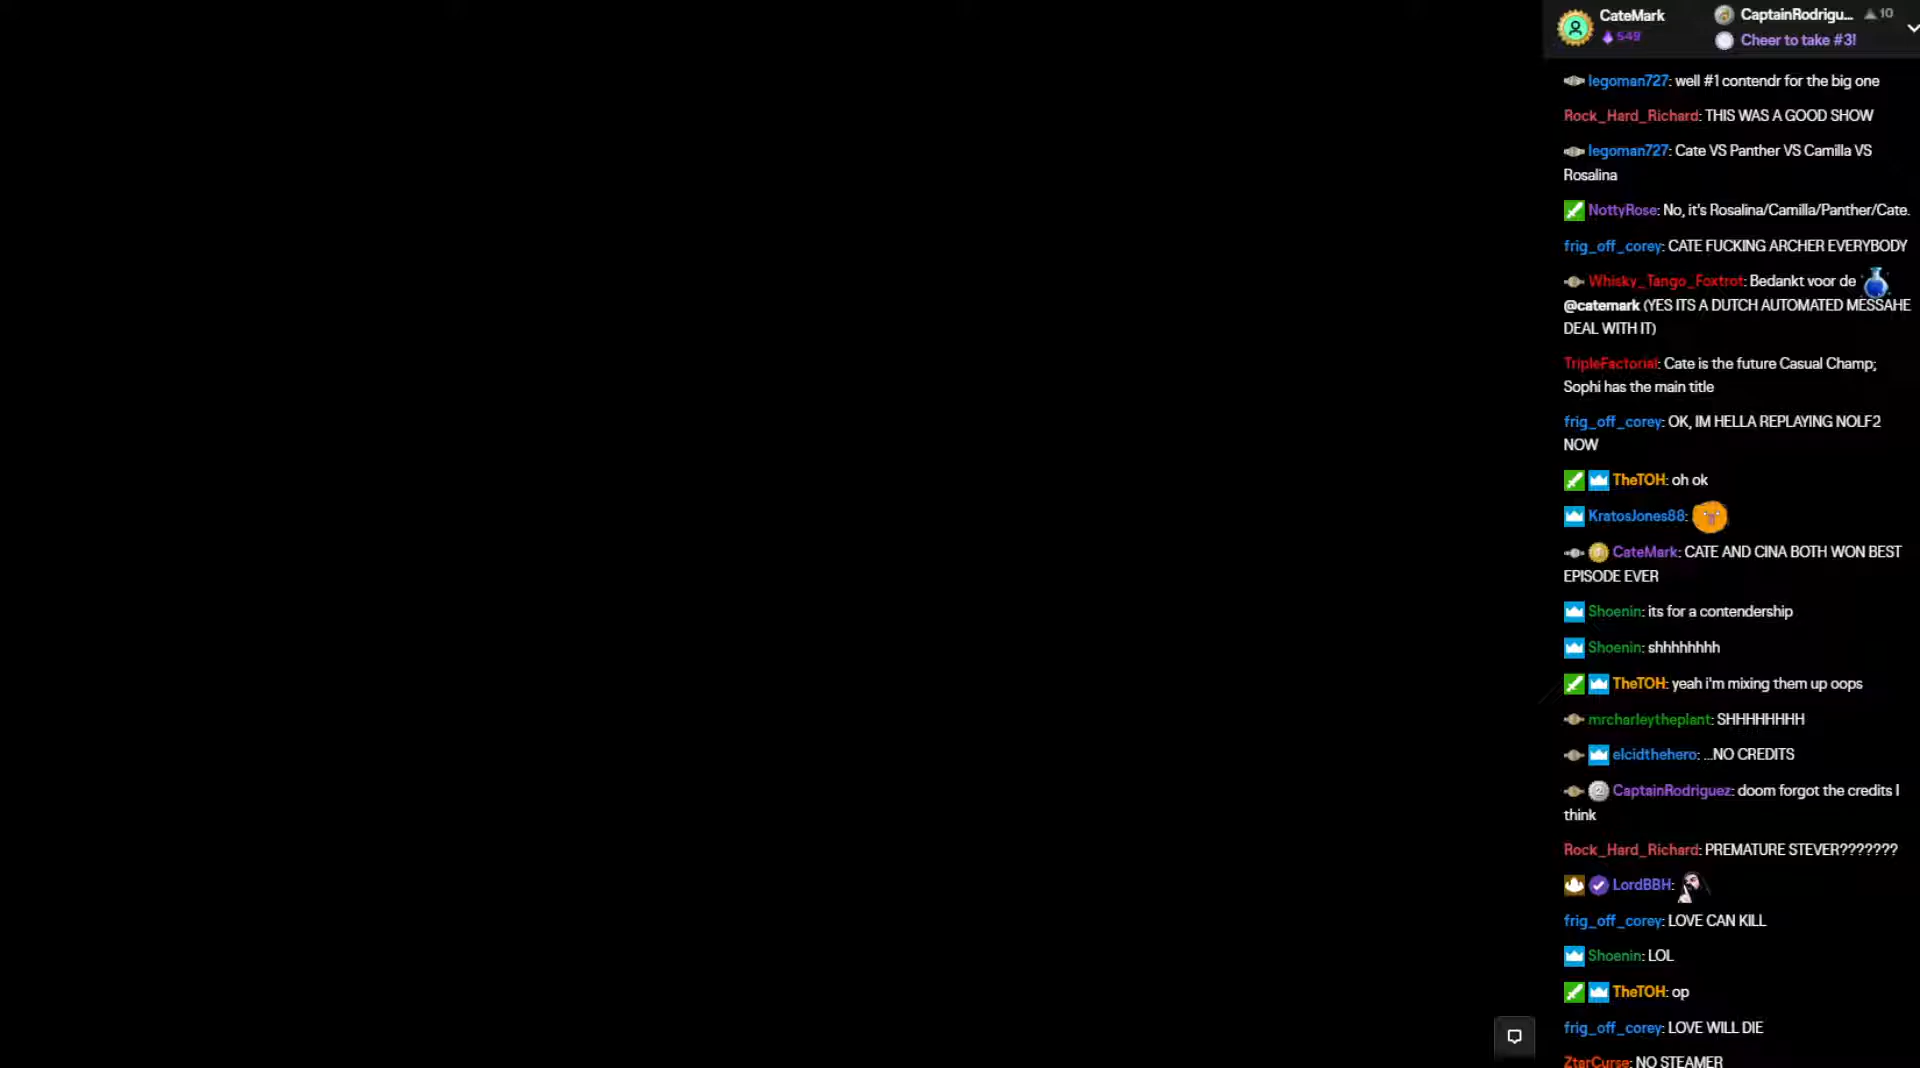 CateMark
549
CaptainRodrigu... 10
Cheer to take #3!
legoman727: well #1 contendr for the big one
Rock_Hard_Richard: THIS WAS A GOOD SHOW
legoman727: Cate VS Panther VS Camilla VS
Rosalina
NottyRose: No, it's Rosalina/Camilla/Panther/Cate.
frig_off_corey: CATE FUCKING ARCHER EVERYBODY
Whisky_Tango_Foxtrot: Bedankt voor de
@catemark (YES ITS A DUTCH AUTOMATED MESSAHE
DEAL WITH IT)
TripleFactorial: Cate is the future Casual Champ;
Sophi has the main title
frig_off_corey: OK, IM HELLA REPLAYING NOLF2
NOW
TheTOH: oh ok
KratosJones88:
CateMark: CATE AND CINA BOTH WON BEST
EPISODE EVER
Shoenin: its for a contendership
Shoenin: shhhhhhhh
TheTOH: yeah i'm mixing them up oops
mrcharleytheplant: SHHHHHHHH
elcidthehero: ...NO CREDITS
2 CaptainRodriguez: doom forgot the credits I
think
Rock_Hard_Richard: PREMATURE STEVER???????
LordBBH:
frig_off_corey: LOVE CAN KILL
Shoenin: LOL
TheTOH: op
frig_off_corey: LOVE WILL DIE
ZtarCurse: NO STEAMER